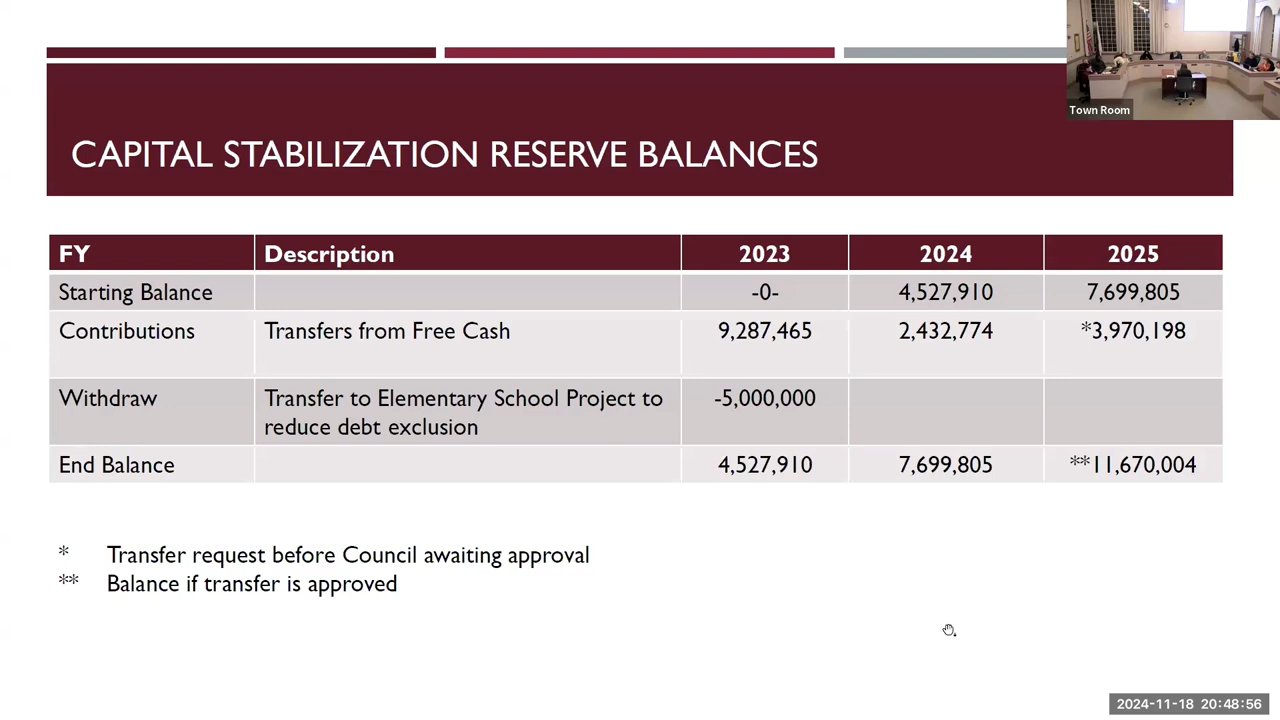 Town Room
CAPITAL STABILIZATION RESERVE BALANCES
FY Description 2023 2024 2025
Starting Balance -0- 4,527,910 7,699,805
Contributions Transfers from Free Cash 9,287,465 2,432,774 *3,970,198
Withdraw Transfer to Elementary School Project to -5,000,000
reduce debt exclusion
End Balance 4,527,910 7,699,805 **11,670,004
* Transfer request before Council awaiting approval
** Balance if transfer is approved
2024-11-18 20:48:56